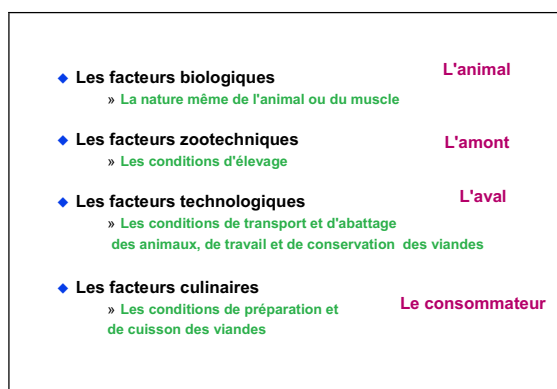 Les facteurs biologiques
L'animal
» La nature même de l'animal ou du muscle
Les facteurs zootechniques
L'amont
» Les conditions d'élevage
Les facteurs technologiques
L'aval
» Les conditions de transport et d'abattage
des animaux, de travail et de conservation des viandes
Les facteurs culinaires
Le consommateur
» Les conditions de préparation et
de cuisson des viandes